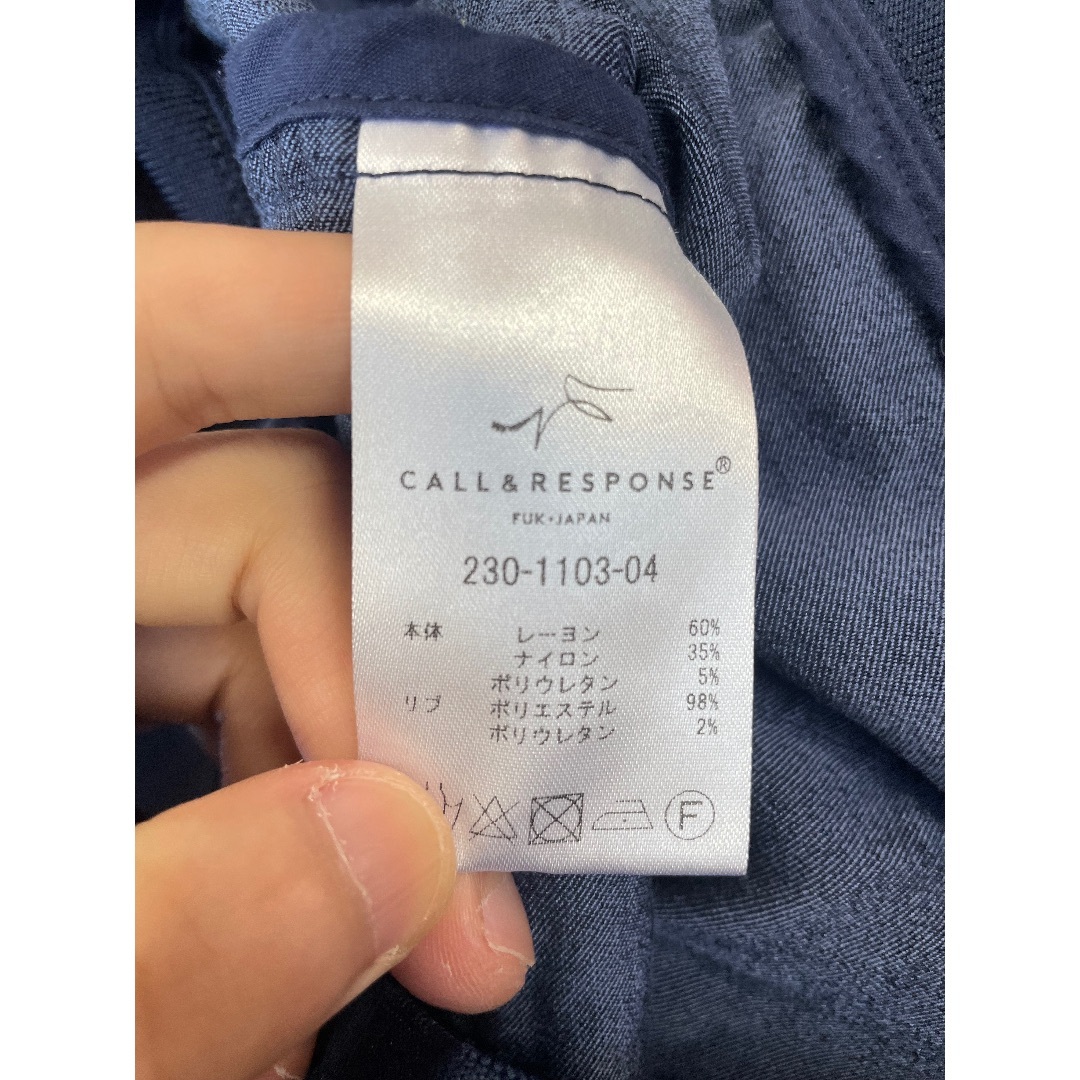 CALL & RESPONSE®
FUK・JAPAN
230-1103-04
本体 レーヨン 60%
ナイロン 35%
ポリウレタン 5%
リブ ポリエステル 98%
ポリウレタン 2%
F